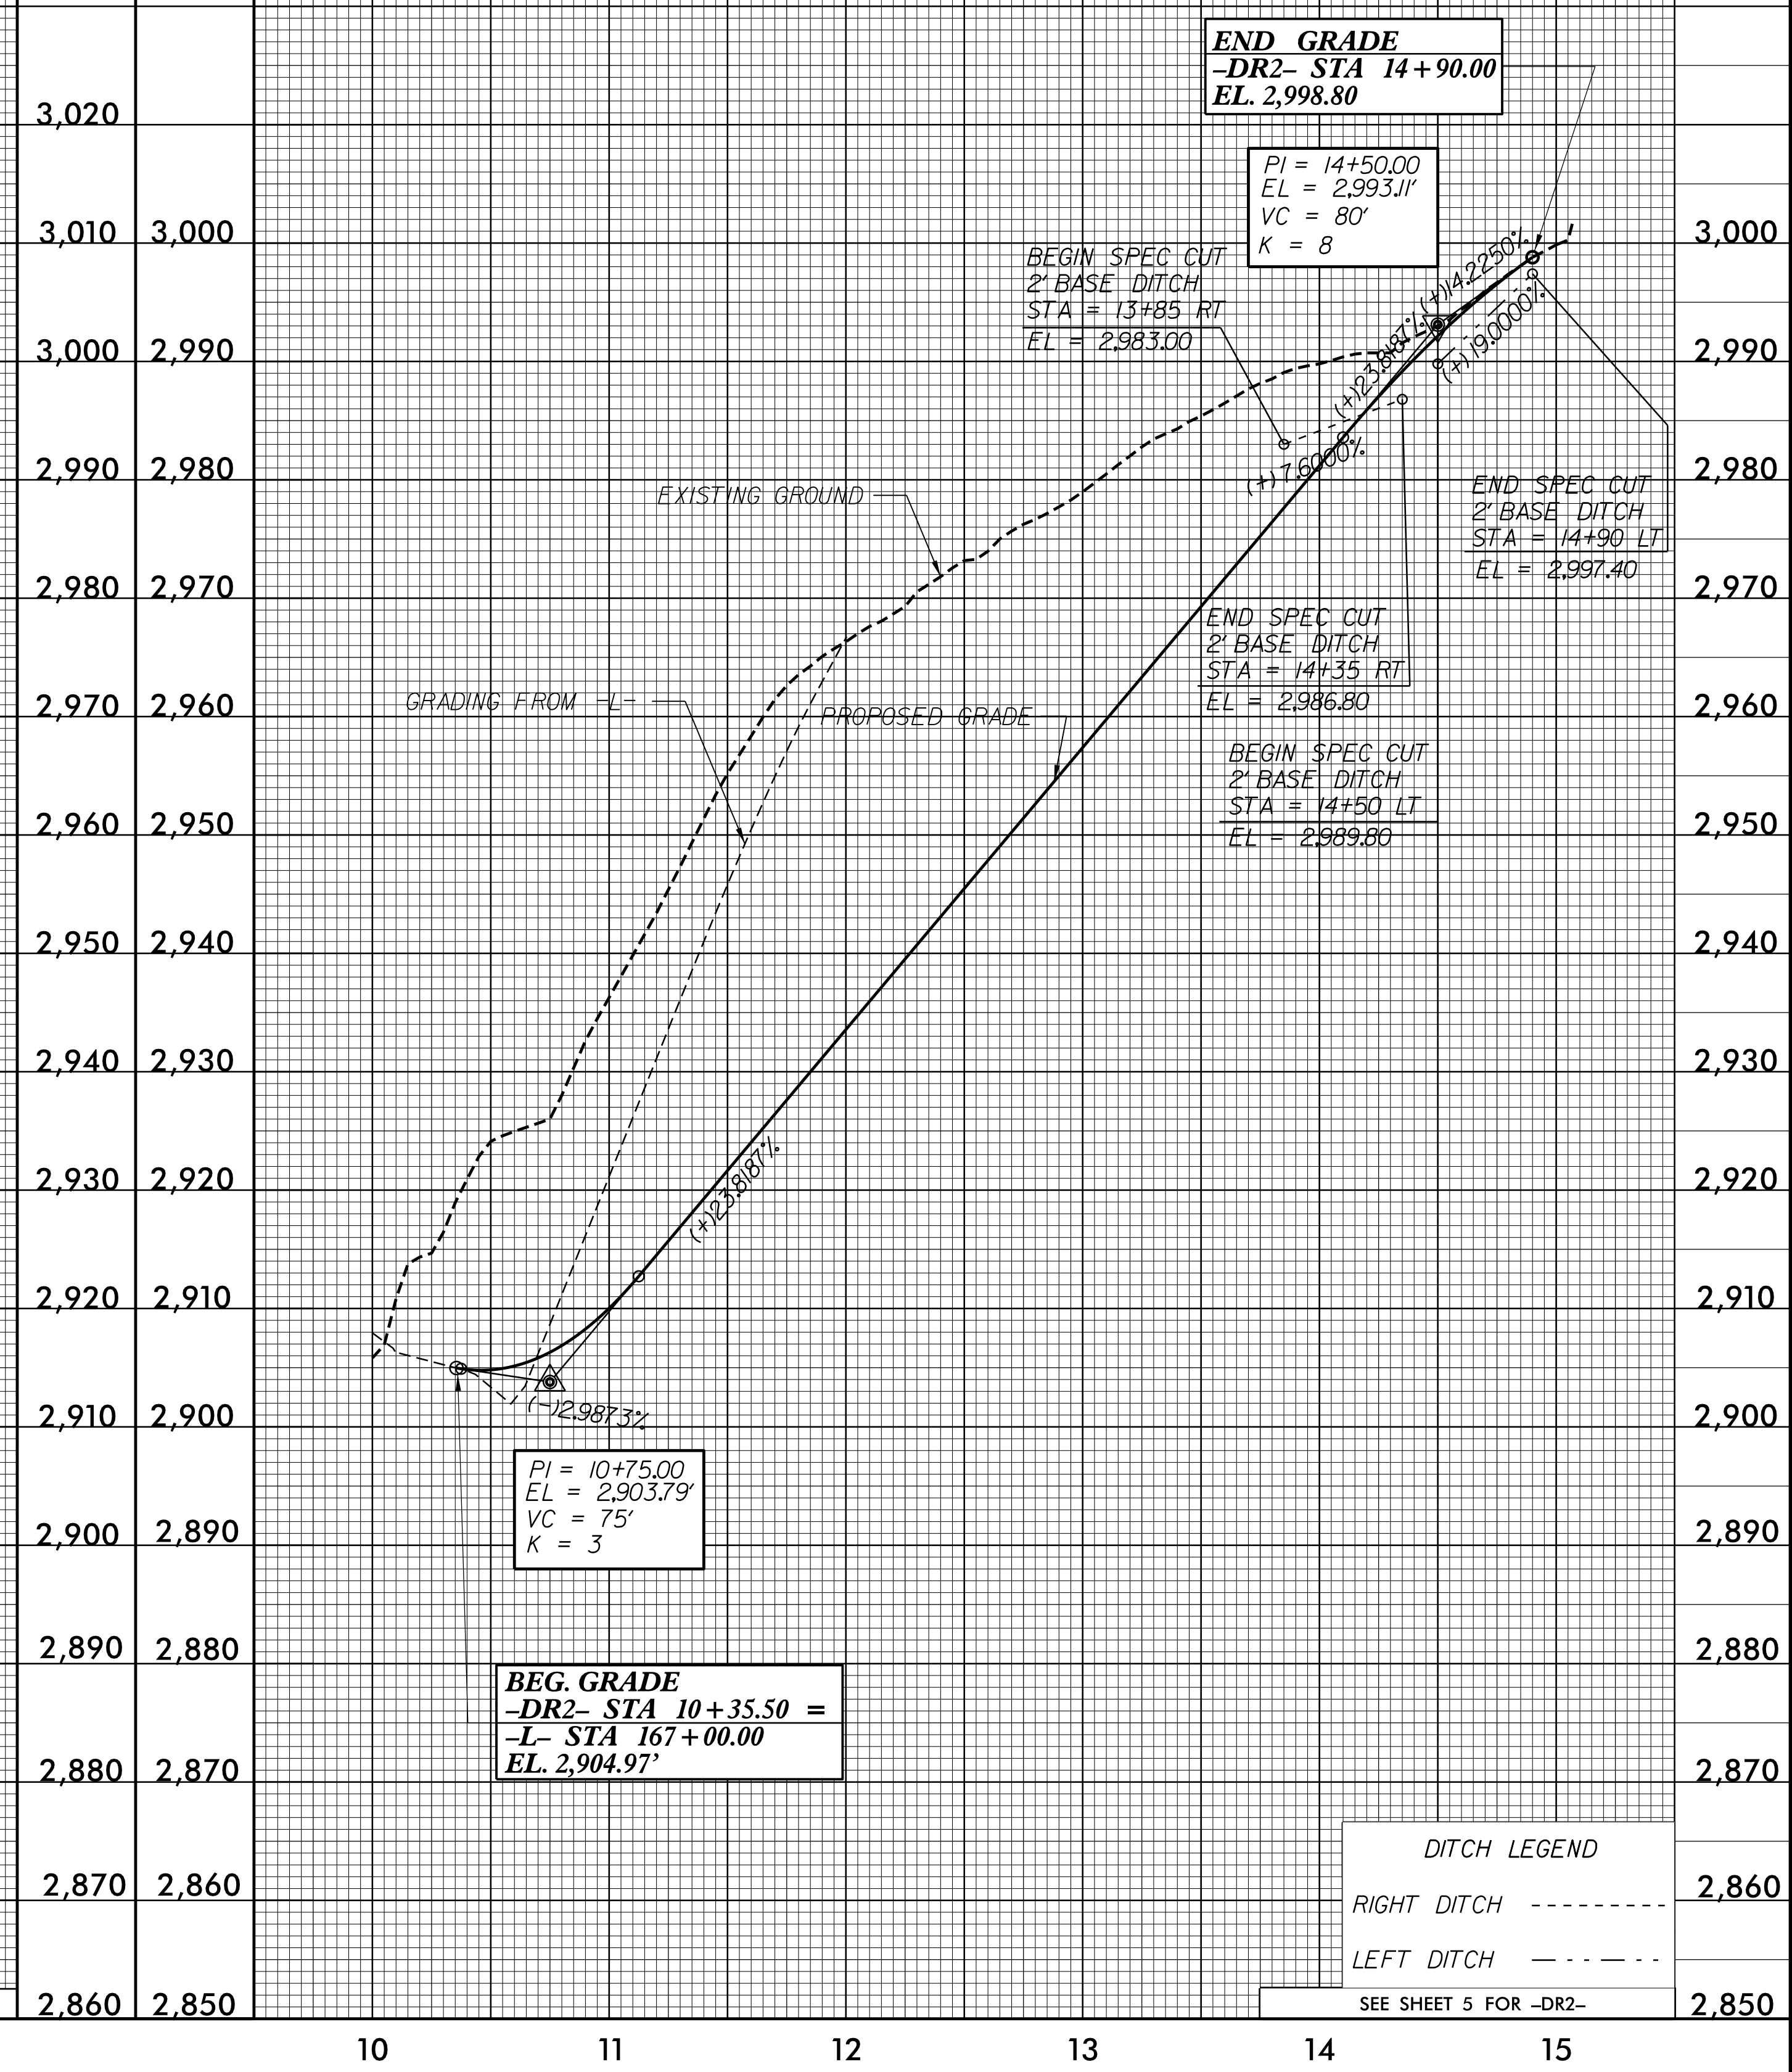 END GRADE
–DR2– STA 14+90.00
EL. 2,998.80
PI = 14+50.00
EL = 2,993.11'
VC = 80'
K = 8
BEGIN SPEC CUT
2' BASE DITCH
STA = 13+85 RT
EL = 2,983.00
(+)14.2250%
(+)23.8187%
(+)19.0000%
(+)7.6000%
EXISTING GROUND
END SPEC CUT
2' BASE DITCH
STA = 14+90 LT
EL = 2,997.40
END SPEC CUT
2' BASE DITCH
STA = 14+35 RT
EL = 2,986.80
GRADING FROM -L-
PROPOSED GRADE
BEGIN SPEC CUT
2' BASE DITCH
STA = 14+50 LT
EL = 2,989.80
(+)23.8187%
(-)2.9873%
PI = 10+75.00
EL = 2,903.79'
VC = 75'
K = 3
BEG. GRADE
–DR2– STA 10+35.50 =
–L– STA 167+00.00
EL. 2,904.97'
DITCH LEGEND
RIGHT DITCH
LEFT DITCH
SEE SHEET 5 FOR –DR2–
3,020
3,010
3,000
2,990
2,980
2,970
2,960
2,950
2,940
2,930
2,920
2,910
2,900
2,890
2,880
2,870
2,860
3,000
2,990
2,980
2,970
2,960
2,950
2,940
2,930
2,920
2,910
2,900
2,890
2,880
2,870
2,860
2,850
3,000
2,990
2,980
2,970
2,960
2,950
2,940
2,930
2,920
2,910
2,900
2,890
2,880
2,870
2,860
2,850
10 11 12 13 14 15